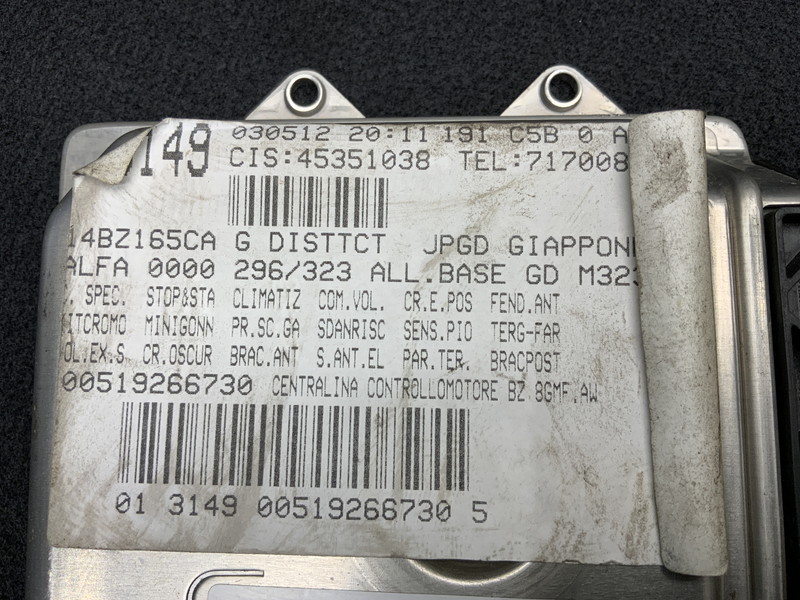 149
030512 20:11 191 C5B 0 A
CIS:45351038 TEL:717008
14BZ165CA G DISTTCT JPGD GIAPPON
ALFA 0000 296/323 ALL.BASE GD M323
. SPEC. STOP&STA CLIMATIZ COM.VOL. CR.E.POS FEND.ANT
ITCROMO MINIGONN PR.SC.GA SDANRISC SENS.PIO TERG-FAR
OL.EX.S CR.OSCUR BRAC.ANT S.ANT.EL PAR.TER. BRACPOST
00519266730 CENTRALINA CONTROLLOMOTORE BZ 8GMF.AW
01 3149 00519266730 5